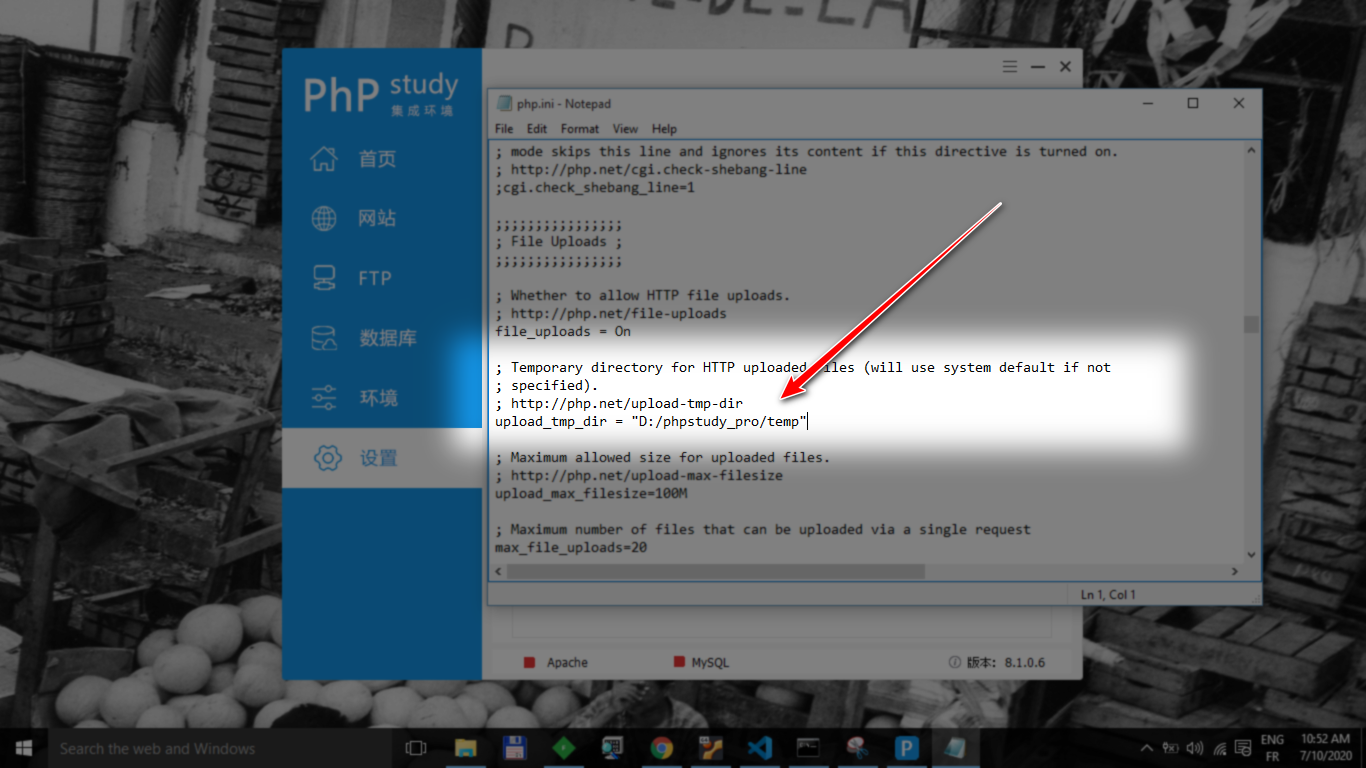 PhP study
集成环境
首页
网站
FTP
数据库
环境
设置
php.ini - Notepad
File Edit Format View Help
; mode skips this line and ignores its content if this directive is turned on.
; http://php.net/cgi.check-shebang-line
;cgi.check_shebang_line=1
;;;;;;;;;;;;;;;;
; File Uploads ;
;;;;;;;;;;;;;;;;
; Whether to allow HTTP file uploads.
; http://php.net/file-uploads
file_uploads = On
; Temporary directory for HTTP uploaded files (will use system default if not
; specified).
; http://php.net/upload-tmp-dir
upload_tmp_dir = "D:/phpstudy_pro/temp"
; Maximum allowed size for uploaded files.
; http://php.net/upload-max-filesize
upload_max_filesize=100M
; Maximum number of files that can be uploaded via a single request
max_file_uploads=20
Ln 1, Col 1
Apache MySQL 版本: 8.1.0.6
Search the web and Windows
ENG 10:52 AM
FR 7/10/2020